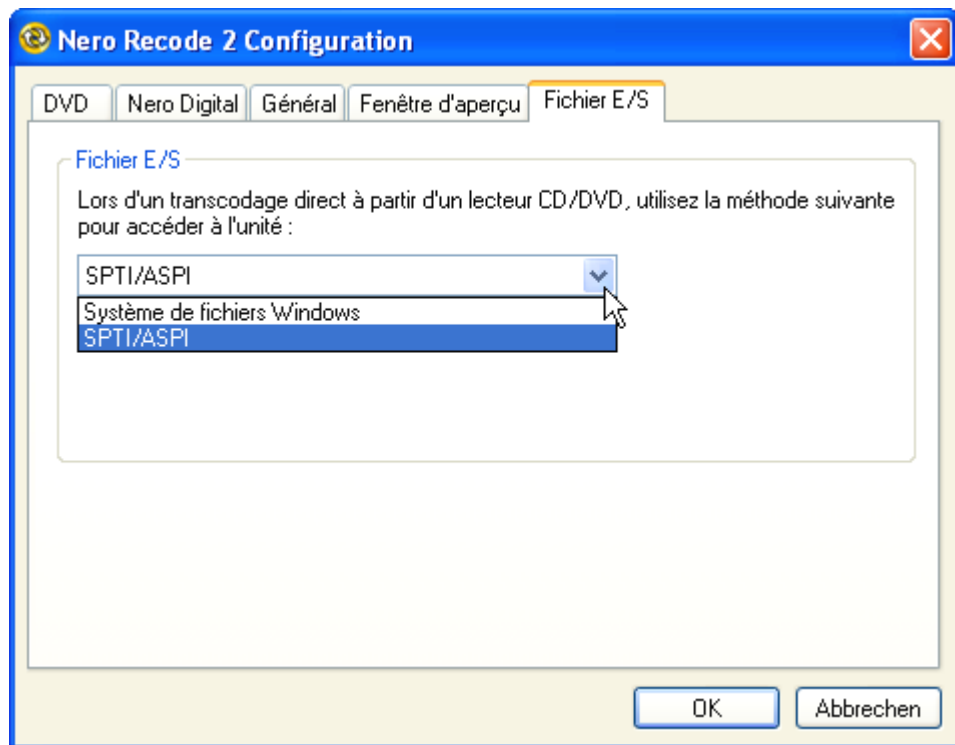 Nero Recode 2 Configuration
DVD
Nero Digital
Général
Fenêtre d'aperçu
Fichier E/S
Fichier E/S
Lors d'un transcodage direct à partir d'un lecteur CD/DVD, utilisez la méthode suivante
pour accéder à l'unité :
SPTI/ASPI
Système de fichiers Windows
SPTI/ASPI
OK
Abbrechen